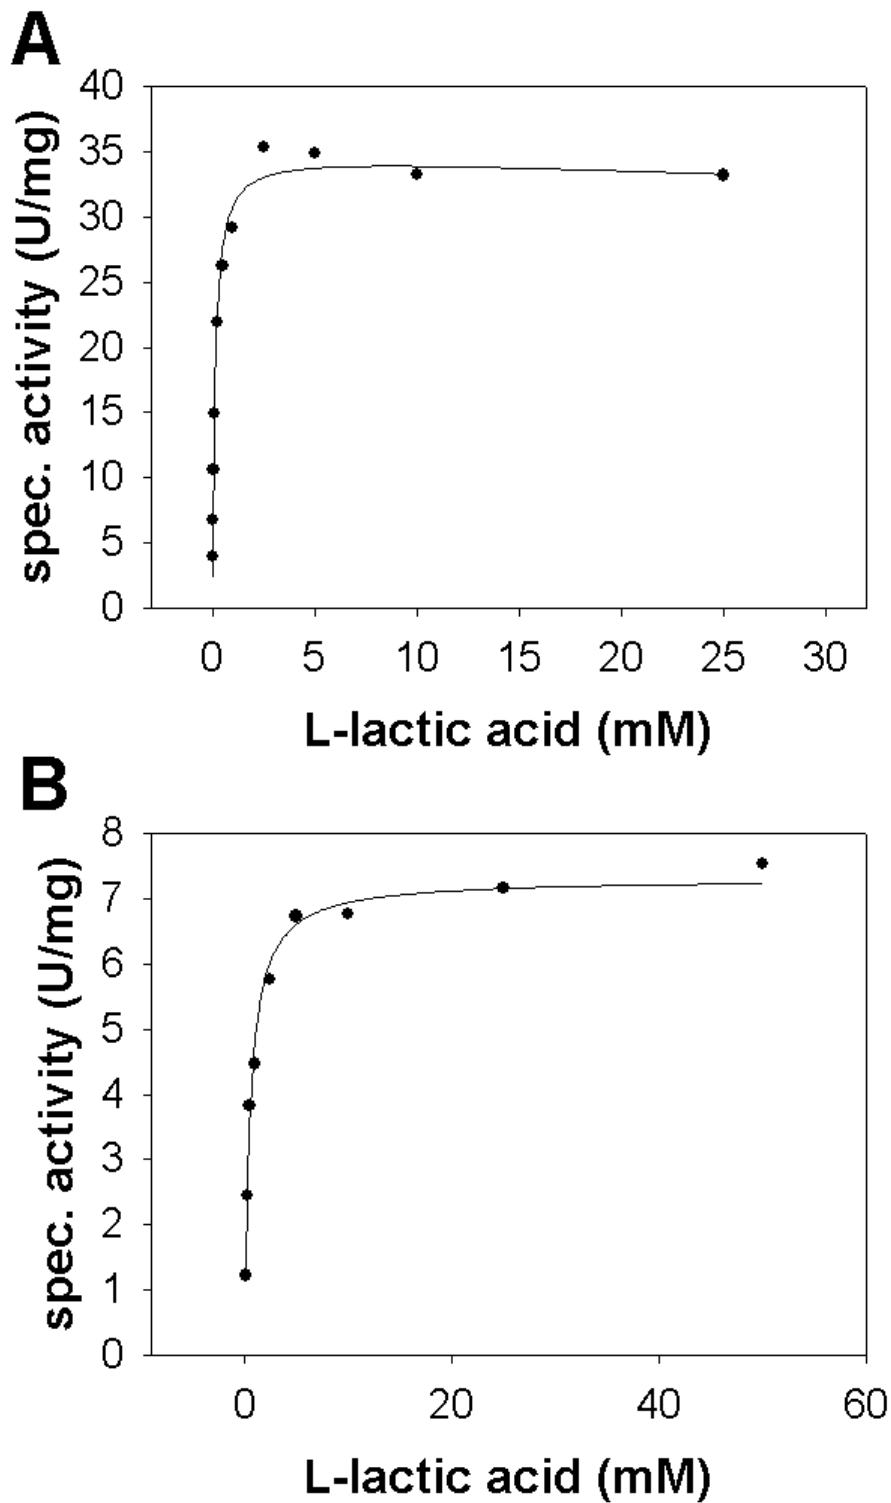 A
40
35
30
25
20
15
10
5
0
spec. activity (U/mg)
0 5 10 15 20 25 30
L-lactic acid (mM)
B
8
7
6
5
4
3
2
1
0
spec. activity (U/mg)
0 20 40 60
L-lactic acid (mM)